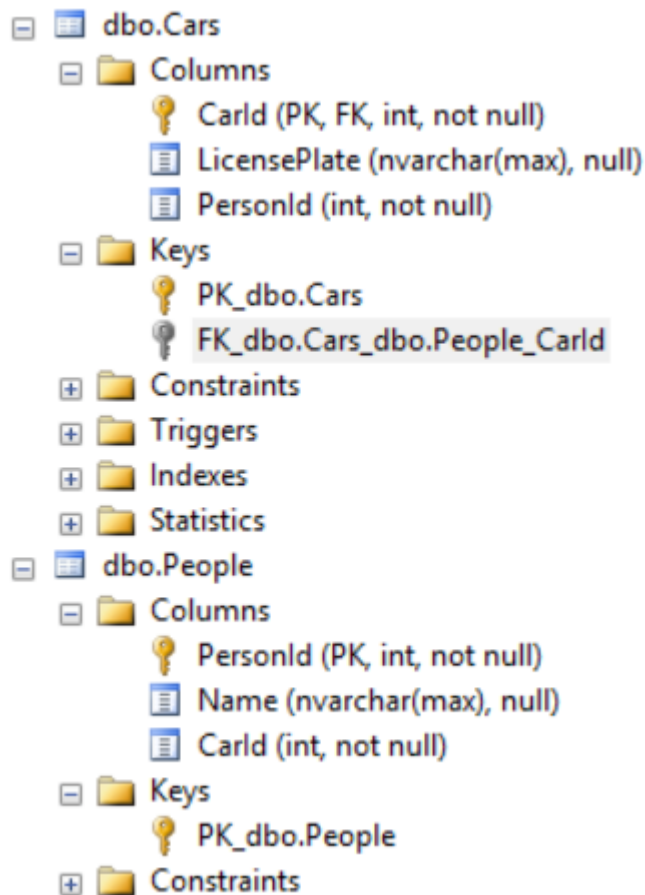 dbo.Cars
Columns
CarId (PK, FK, int, not null)
LicensePlate (nvarchar(max), null)
PersonId (int, not null)
Keys
PK_dbo.Cars
FK_dbo.Cars_dbo.People_CarId
Constraints
Triggers
Indexes
Statistics
dbo.People
Columns
PersonId (PK, int, not null)
Name (nvarchar(max), null)
CarId (int, not null)
Keys
PK_dbo.People
Constraints